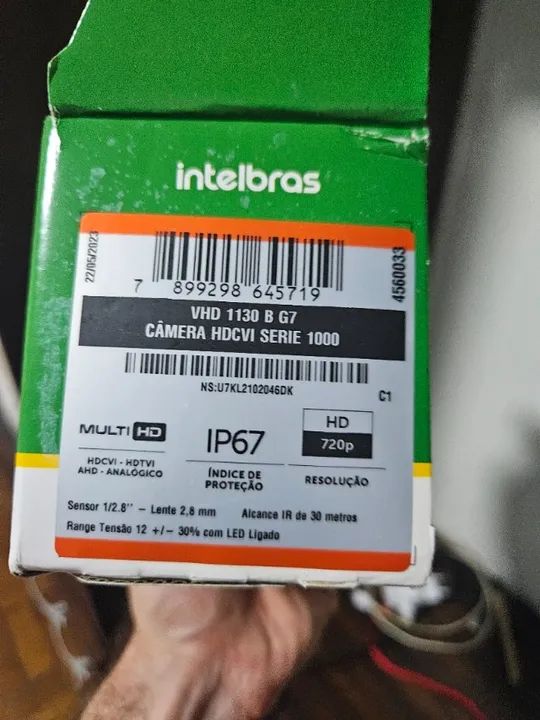 intelbras
22/05/2023
7 899298 645719
4560033
VHD 1130 B G7
CÂMERA HDCVI SERIE 1000
NS:U7KL2102046DK
C1
MULTI HD
HDCVI - HDTVI
AHD - ANALÓGICO
IP67
ÍNDICE DE
PROTEÇÃO
HD
720p
RESOLUÇÃO
Sensor 1/2.8" - Lente 2,8 mm Alcance IR de 30 metros
Range Tensão 12 +/- 30% com LED Ligado